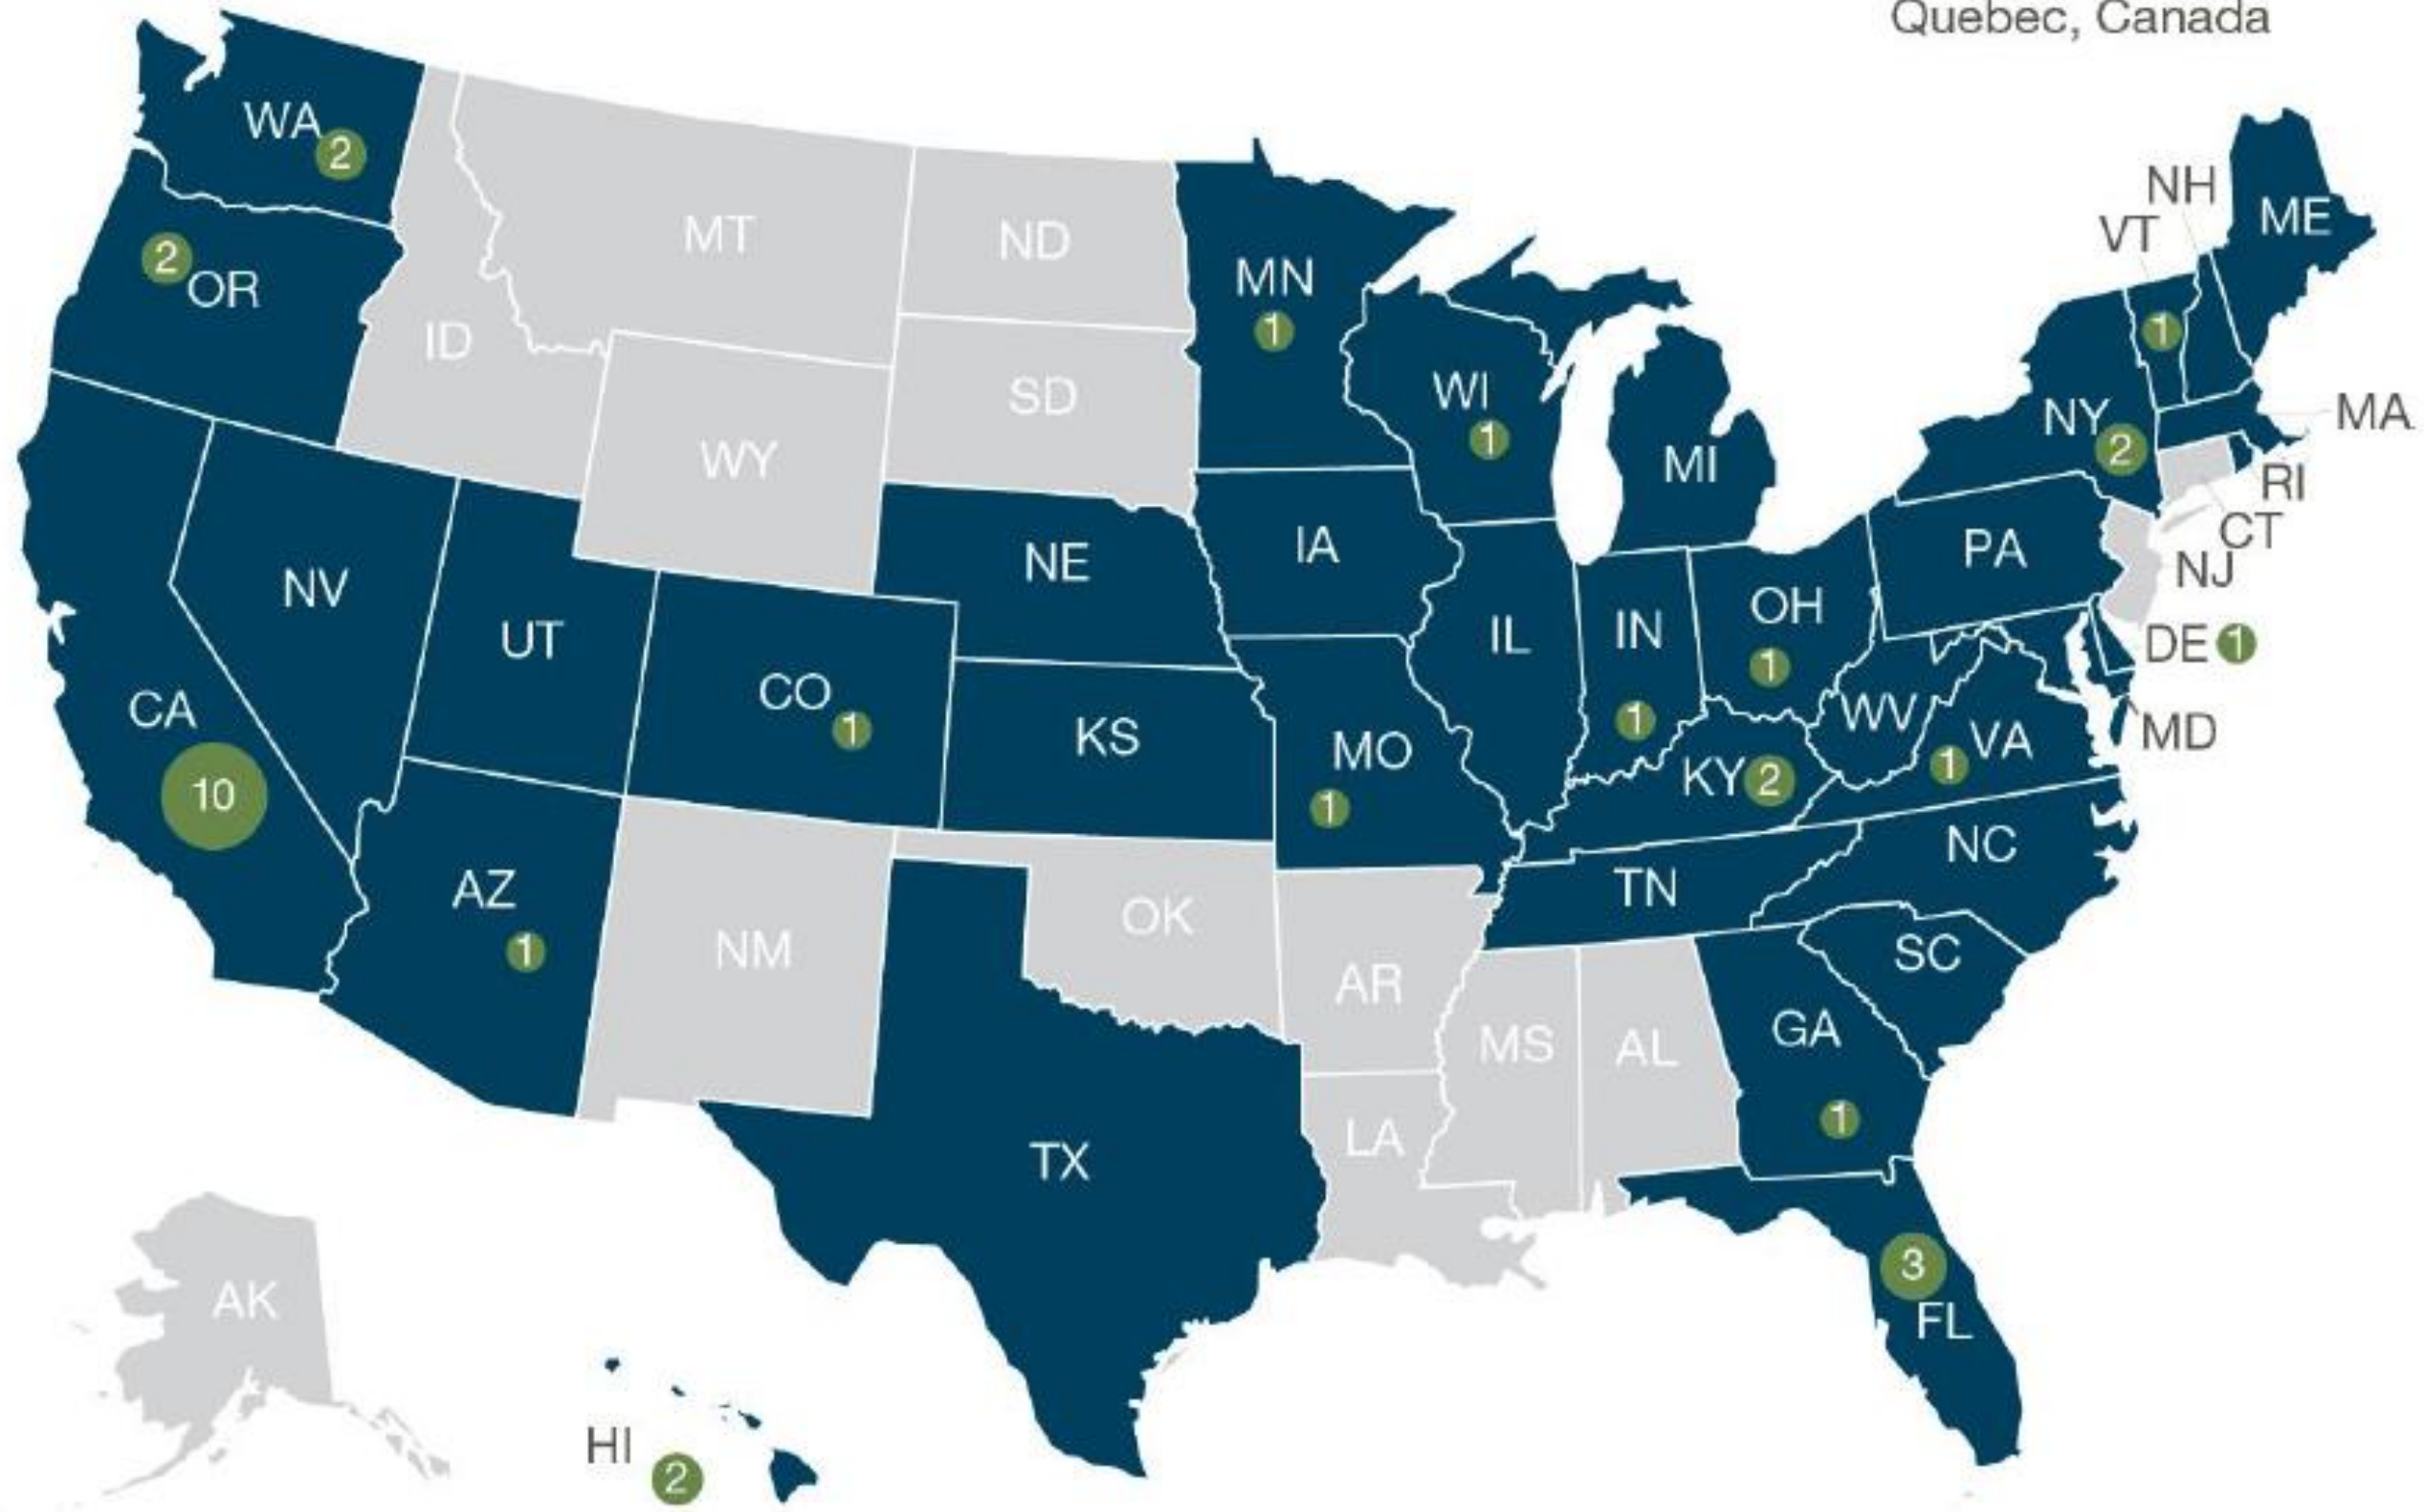 Quebec, Canada
WA
2
2
OR
ID
MT
ND
SD
WY
MN
1
WI
1
MI
NH
VT
ME
1
NY
2
MA
RI
CT
NJ
PA
DE 1
MD
NV
UT
NE
IA
IL
IN
1
OH
1
WV
VA
1
KY 2
CO
1
KS
MO
1
CA
10
AZ
1
NM
OK
AR
TN
NC
SC
MS
AL
GA
1
LA
TX
3
FL
AK
HI
2